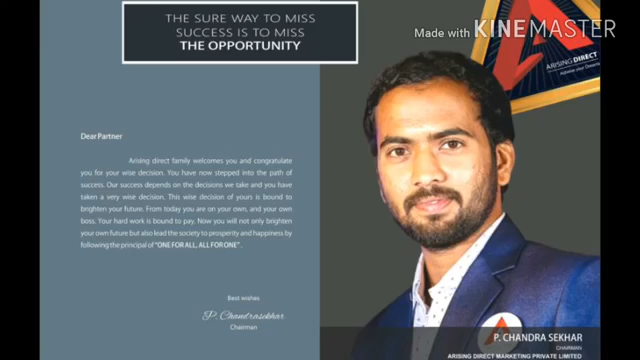 THE SURE WAY TO MISS
SUCCESS IS TO MISS
THE OPPORTUNITY
Made with KINEMASTER
ARISING DIRECT
Achieve your Dreams
Dear Partner
Arising direct family welcomes you and congratulate
you for your wise decision. You have now stepped into the path of
success. Our success depends on the decisions we take and you have
taken a very wise decision. This wise decision of yours is bound to
brighten your future. From today you are on your own, and your own
boss. Your hard work is bound to pay. Now you will not only brighten
your own future but also lead the society to prosperity and happiness by
following the principal of "ONE FOR ALL, ALL FOR ONE".
Best wishes
P. Chandrasekhar
Chairman
P. CHANDRA SEKHAR
CHAIRMAN
ARISING DIRECT MARKETING PRIVATE LIMITED